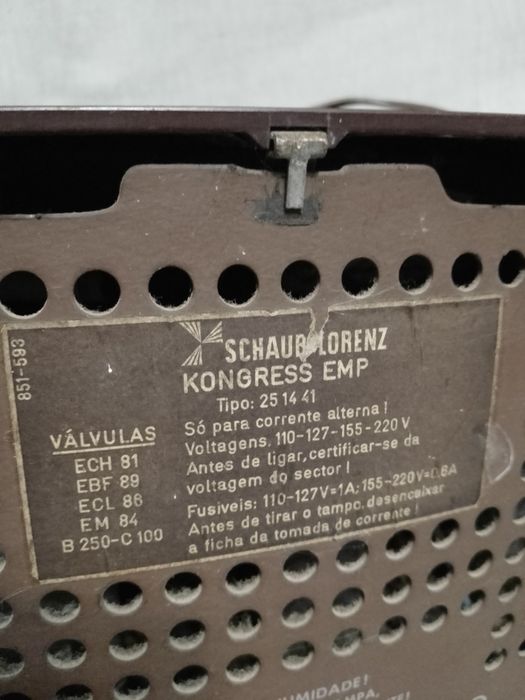 851-593
SCHAUB-LORENZ
KONGRESS EMP
Tipo: 25 14 41
VÁLVULAS
ECH 81
EBF 89
ECL 86
EM 84
B 250-C 100
Só para corrente alterna!
Voltagens, 110-127-155-220 V
Antes de ligar, certificar-se da
voltagem do sector!
Fusiveis: 110-127V=1A; 155-220V=0,6A
Antes de tirar o tampo, desencaixar
a ficha da tomada de corrente!
HUMIDADE!